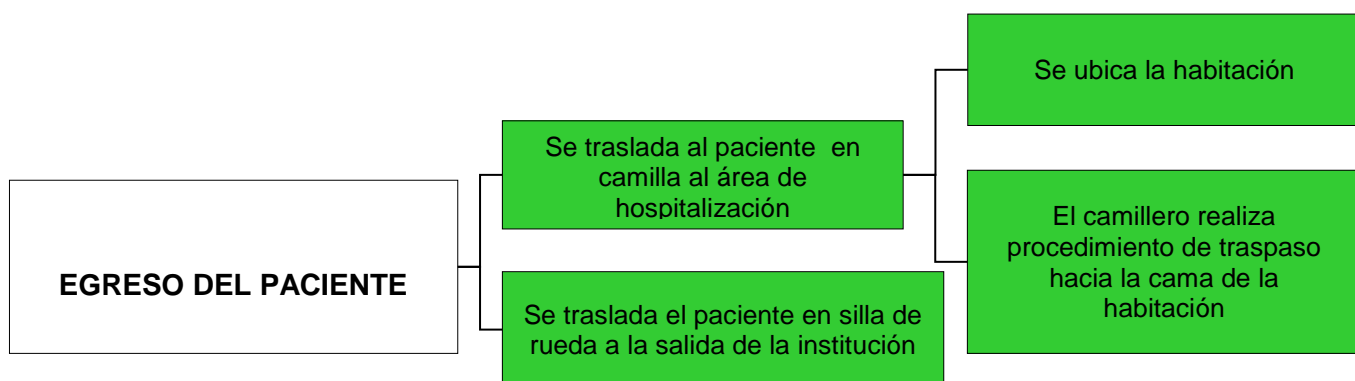 Se ubica la habitación
Se traslada al paciente en
camilla al área de
hospitalización
El camillero realiza
procedimiento de traspaso
hacia la cama de la
habitación
EGRESO DEL PACIENTE
Se traslada el paciente en silla de
rueda a la salida de la institución